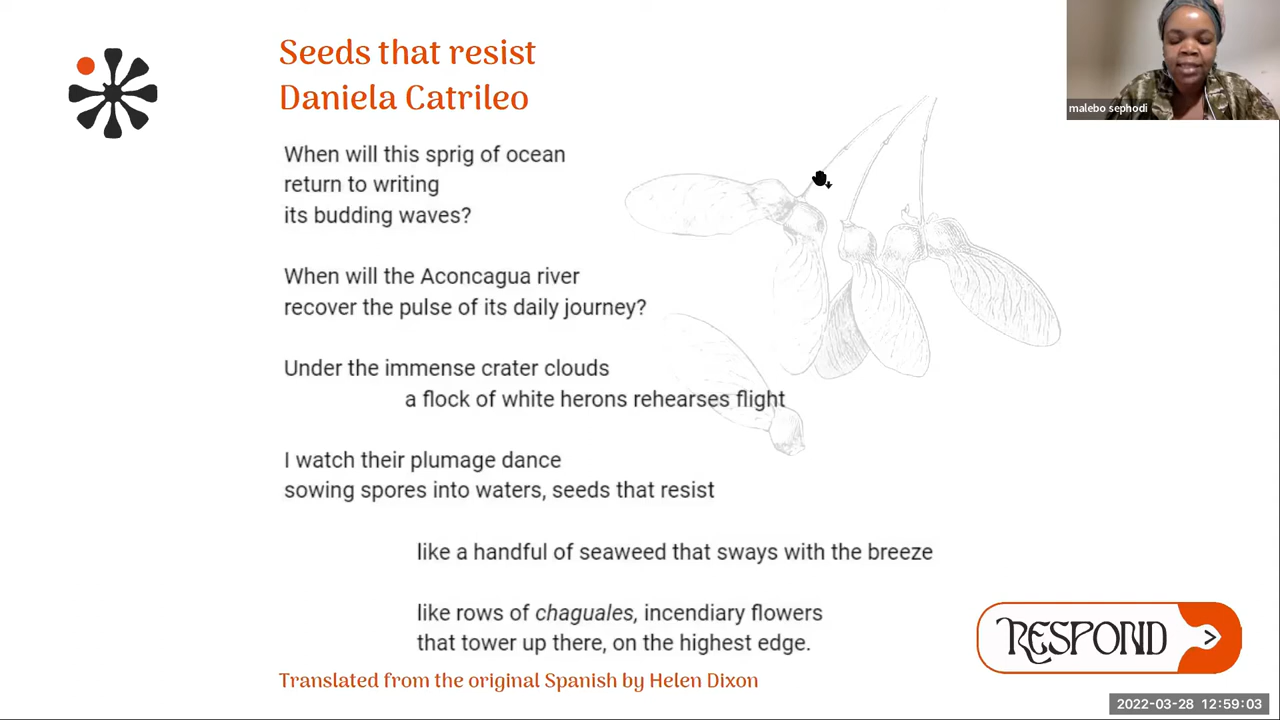 Seeds that resist
Daniela Catrileo
malebo sephodi
When will this sprig of ocean
return to writing
its budding waves?
When will the Aconcagua river
recover the pulse of its daily journey?
Under the immense crater clouds
a flock of white herons rehearses flight
I watch their plumage dance
sowing spores into waters, seeds that resist
like a handful of seaweed that sways with the breeze
like rows of chaguales, incendiary flowers
that tower up there, on the highest edge.
RESPOND >
Translated from the original Spanish by Helen Dixon
2022-03-28 12:59:03